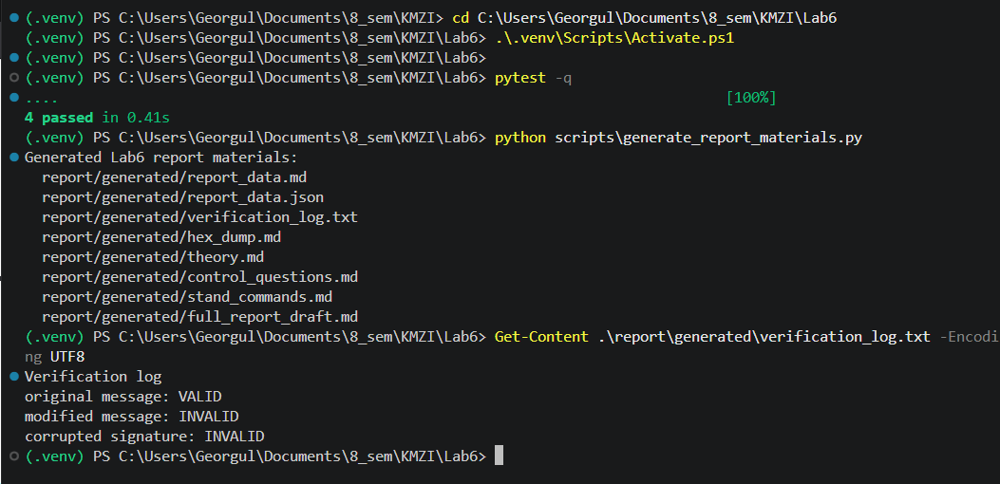 (.venv) PS C:\Users\Georgul\Documents\8_sem\KMZI> cd C:\Users\Georgul\Documents\8_sem\KMZI\Lab6
(.venv) PS C:\Users\Georgul\Documents\8_sem\KMZI\Lab6> .\.venv\Scripts\Activate.ps1
(.venv) PS C:\Users\Georgul\Documents\8_sem\KMZI\Lab6>
(.venv) PS C:\Users\Georgul\Documents\8_sem\KMZI\Lab6> pytest -q
.... [100%]
4 passed in 0.41s
(.venv) PS C:\Users\Georgul\Documents\8_sem\KMZI\Lab6> python scripts\generate_report_materials.py
Generated Lab6 report materials:
report/generated/report_data.md
report/generated/report_data.json
report/generated/verification_log.txt
report/generated/hex_dump.md
report/generated/theory.md
report/generated/control_questions.md
report/generated/stand_commands.md
report/generated/full_report_draft.md
(.venv) PS C:\Users\Georgul\Documents\8_sem\KMZI\Lab6> Get-Content .\report\generated\verification_log.txt -Encodi
ng UTF8
Verification log
original message: VALID
modified message: INVALID
corrupted signature: INVALID
(.venv) PS C:\Users\Georgul\Documents\8_sem\KMZI\Lab6>